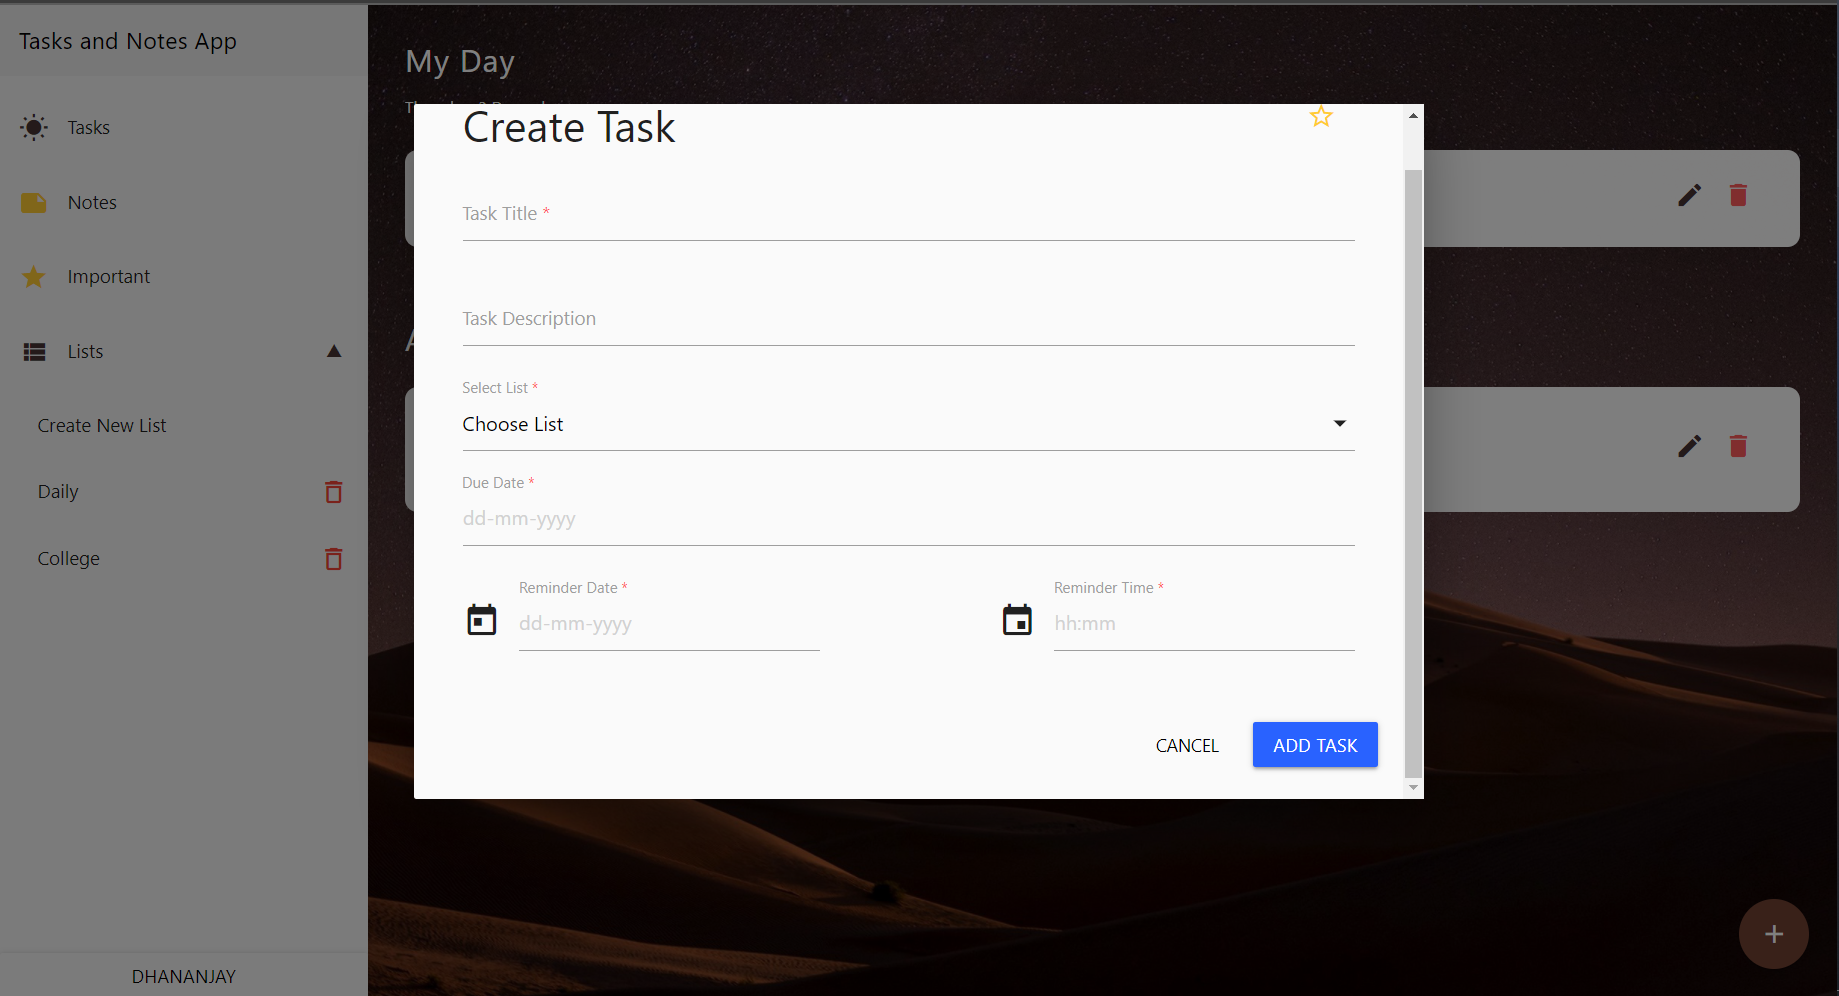 Tasks and Notes App
Tasks
Notes
Important
Lists
Create New List
Daily
College
DHANANJAY
My Day
Create Task
Task Title *
Task Description
Select List *
Choose List
Due Date *
dd-mm-yyyy
Reminder Date *
dd-mm-yyyy
Reminder Time *
hh:mm
CANCEL
ADD TASK